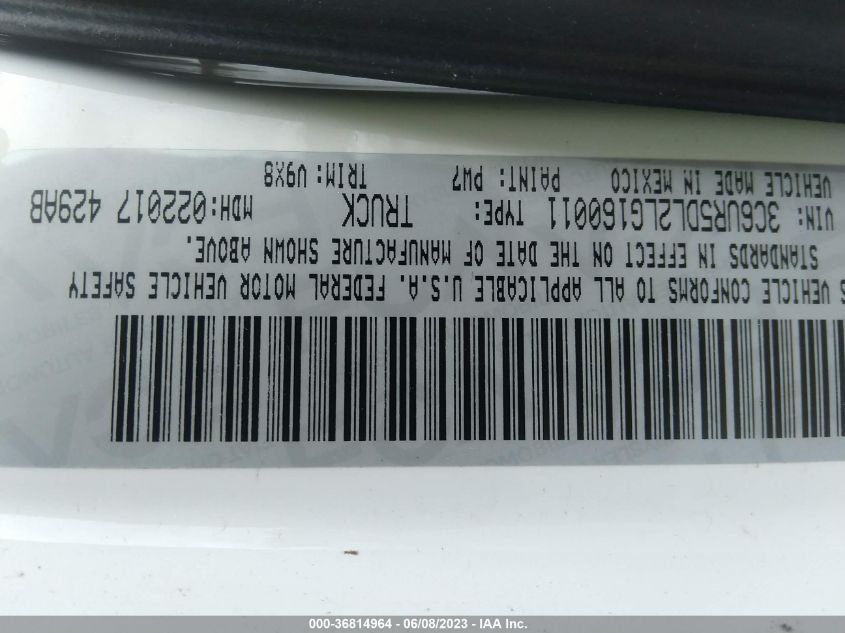 S VEHICLE CONFORMS TO ALL APPLICABLE U.S.A. FEDERAL MOTOR VEHICLE SAFETY
STANDARDS IN EFFECT ON THE DATE OF MANUFACTURE SHOWN ABOVE.
VIN: 3C6UR5DL2LG160011 TYPE: TRUCK MDH:022017 429AB
VEHICLE MADE IN MEXICO PAINT: PW7 TRIM:V9X8
000-36814964 - 06/08/2023 - IAA Inc.